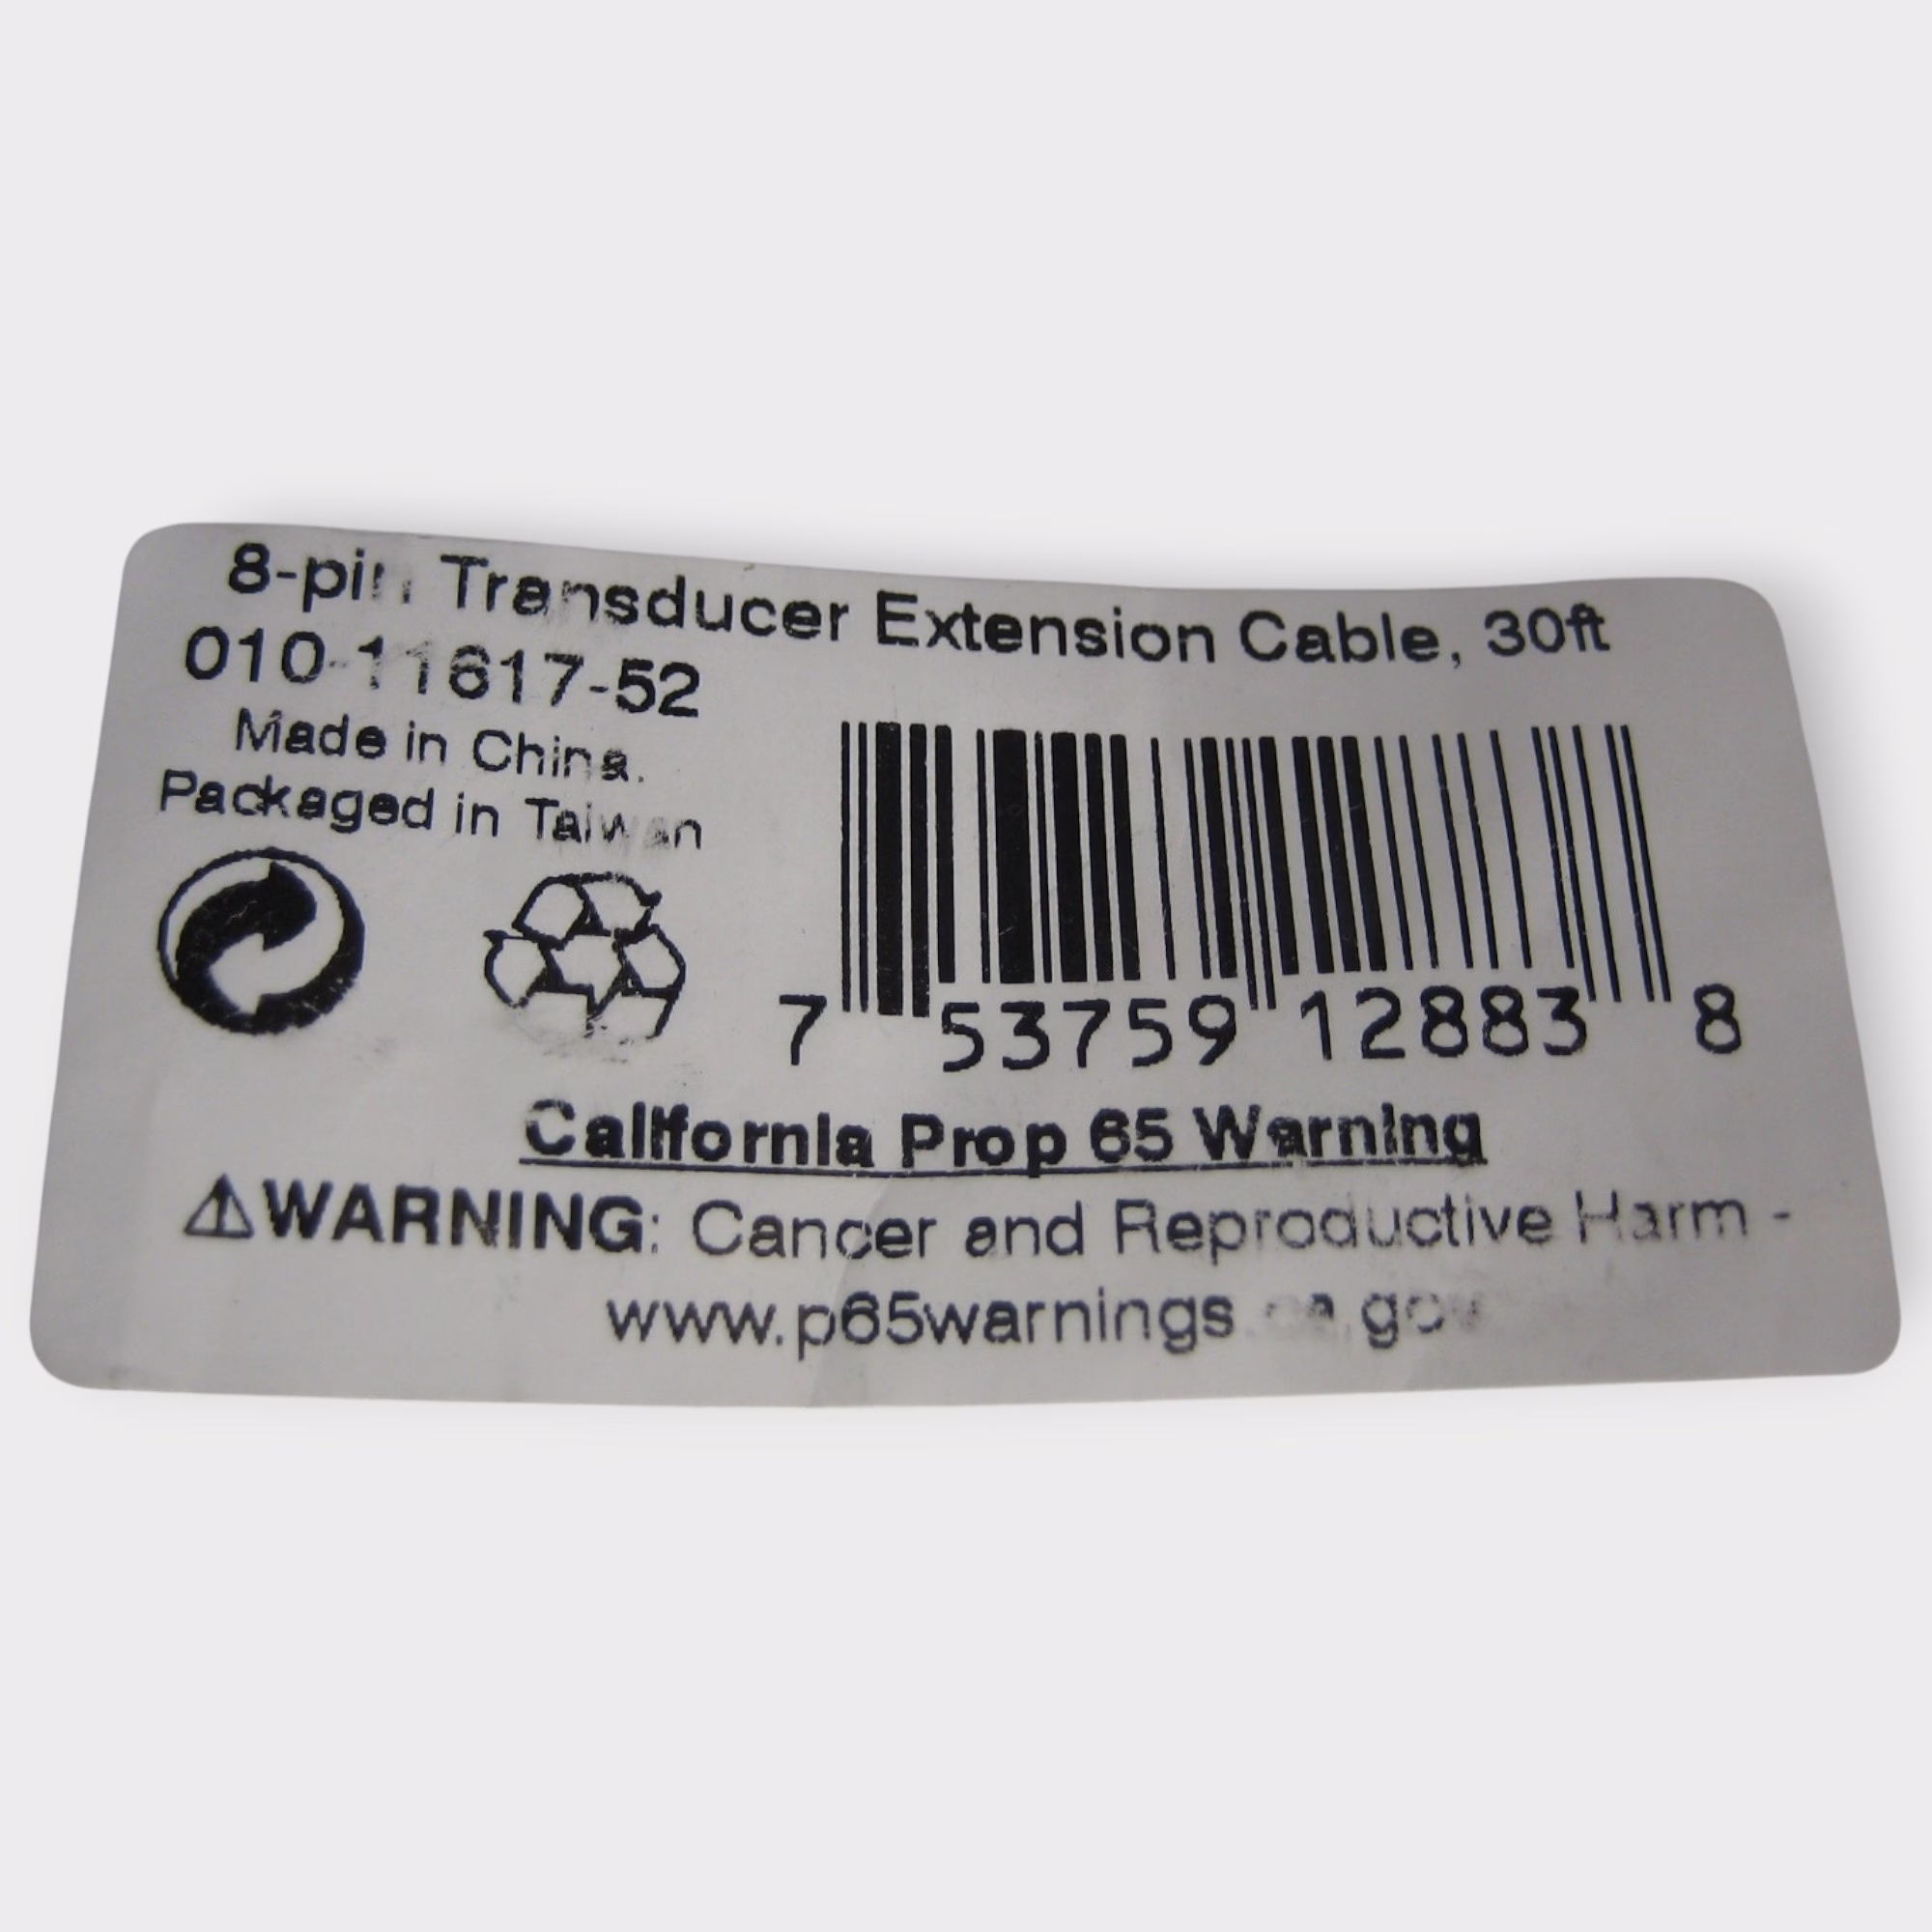 8-pin Transducer Extension Cable, 30ft
010-11617-52
Made in China.
Packaged in Taiwan
7 53759 12883 8
California Prop 65 Warning
⚠WARNING: Cancer and Reproductive Harm -
www.p65warnings.ca.gov